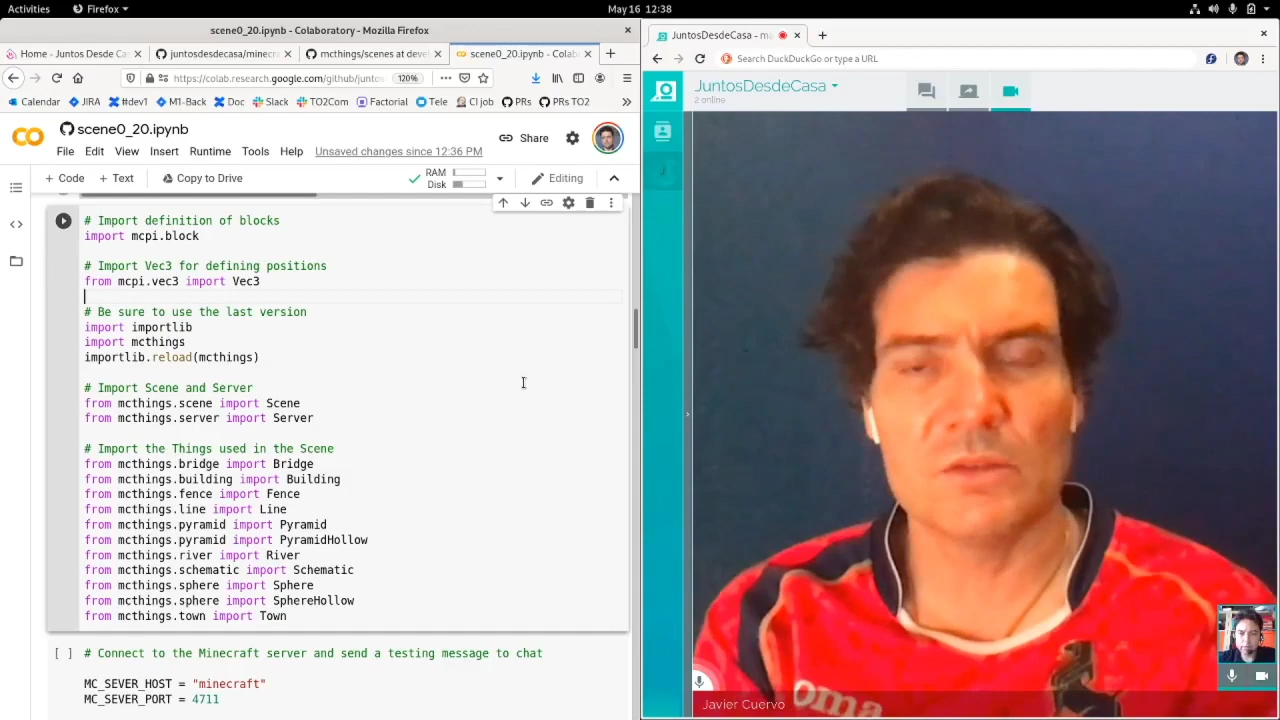 Activities
Firefox
May 16 12:38
scene0_20.ipynb - Colaboratory - Mozilla Firefox
Home - Juntos Desde Cas
juntosdesdecasa/minecr
mcthings/scenes at deve
scene0_20.ipynb - Colab
https://colab.research.google.com/github/juntos
120%
Calendar
JIRA
ttdev1
M1-Back
Doc
Slack
TO2Com
Factorial
Tele
CI job
PRs
PRs TO2
scene0_20.ipynb
Share
File Edit View Insert Runtime Tools Help Unsaved changes since 12:36 PM
+ Code + Text Copy to Drive
RAM
Disk
Editing
# Import definition of blocks
import mcpi.block
# Import Vec3 for defining positions
from mcpi.vec3 import Vec3
# Be sure to use the last version
import importlib
import mcthings
importlib.reload(mcthings)
# Import Scene and Server
from mcthings.scene import Scene
from mcthings.server import Server
# Import the Things used in the Scene
from mcthings.bridge import Bridge
from mcthings.building import Building
from mcthings.fence import Fence
from mcthings.line import Line
from mcthings.pyramid import Pyramid
from mcthings.pyramid import PyramidHollow
from mcthings.river import River
from mcthings.schematic import Schematic
from mcthings.sphere import Sphere
from mcthings.sphere import SphereHollow
from mcthings.town import Town
[ ] # Connect to the Minecraft server and send a testing message to chat
MC_SEVER_HOST = "minecraft"
MC_SEVER_PORT = 4711
JuntosDesdeCasa - m
Search DuckDuckGo or type a URL
JuntosDesdeCasa
2 online
J
oma
Javier Cuervo